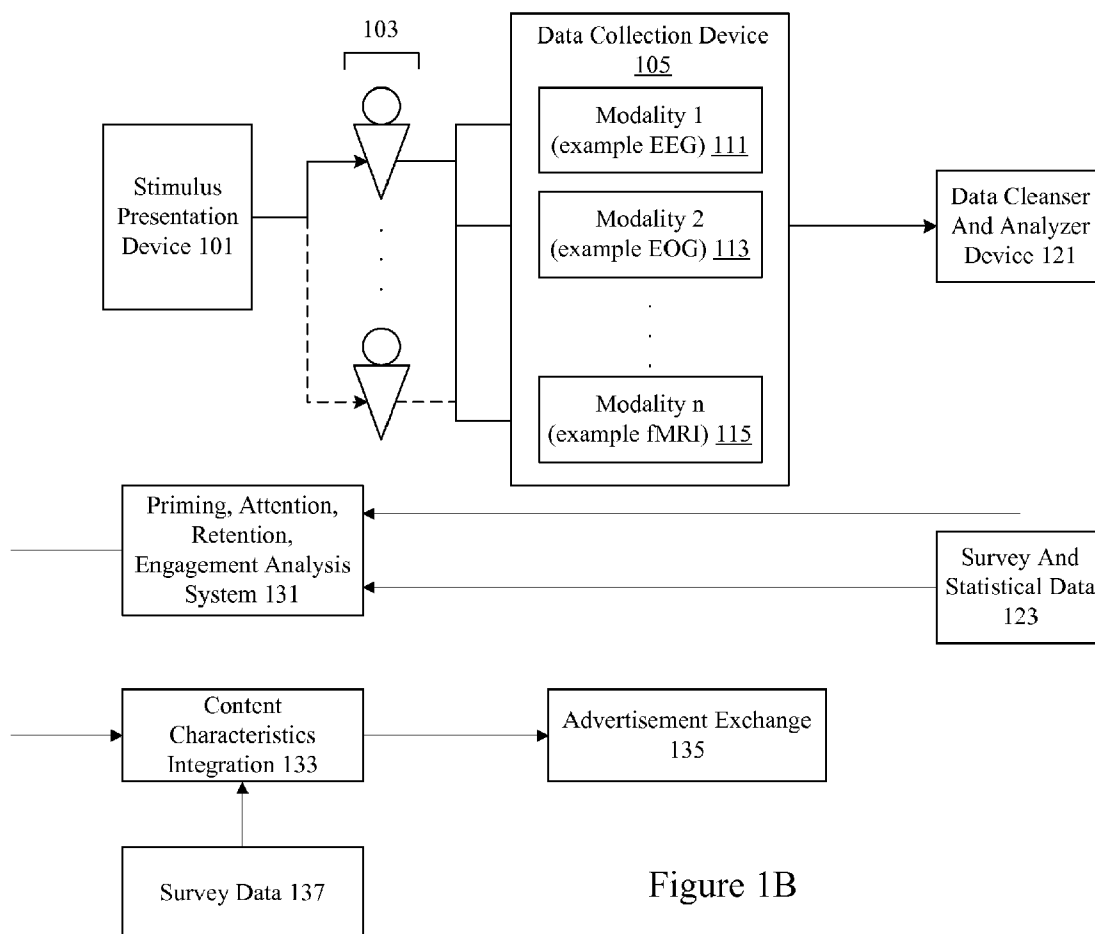 103
Data Collection Device
105
Stimulus
Presentation
Device 101
Modality 1
(example EEG) 111
Modality 2
(example EOG) 113
Modality n
(example fMRI) 115
Data Cleanser
And Analyzer
Device 121
Priming, Attention,
Retention,
Engagement Analysis
System 131
Survey And
Statistical Data
123
Content
Characteristics
Integration 133
Advertisement Exchange
135
Survey Data 137
Figure 1B